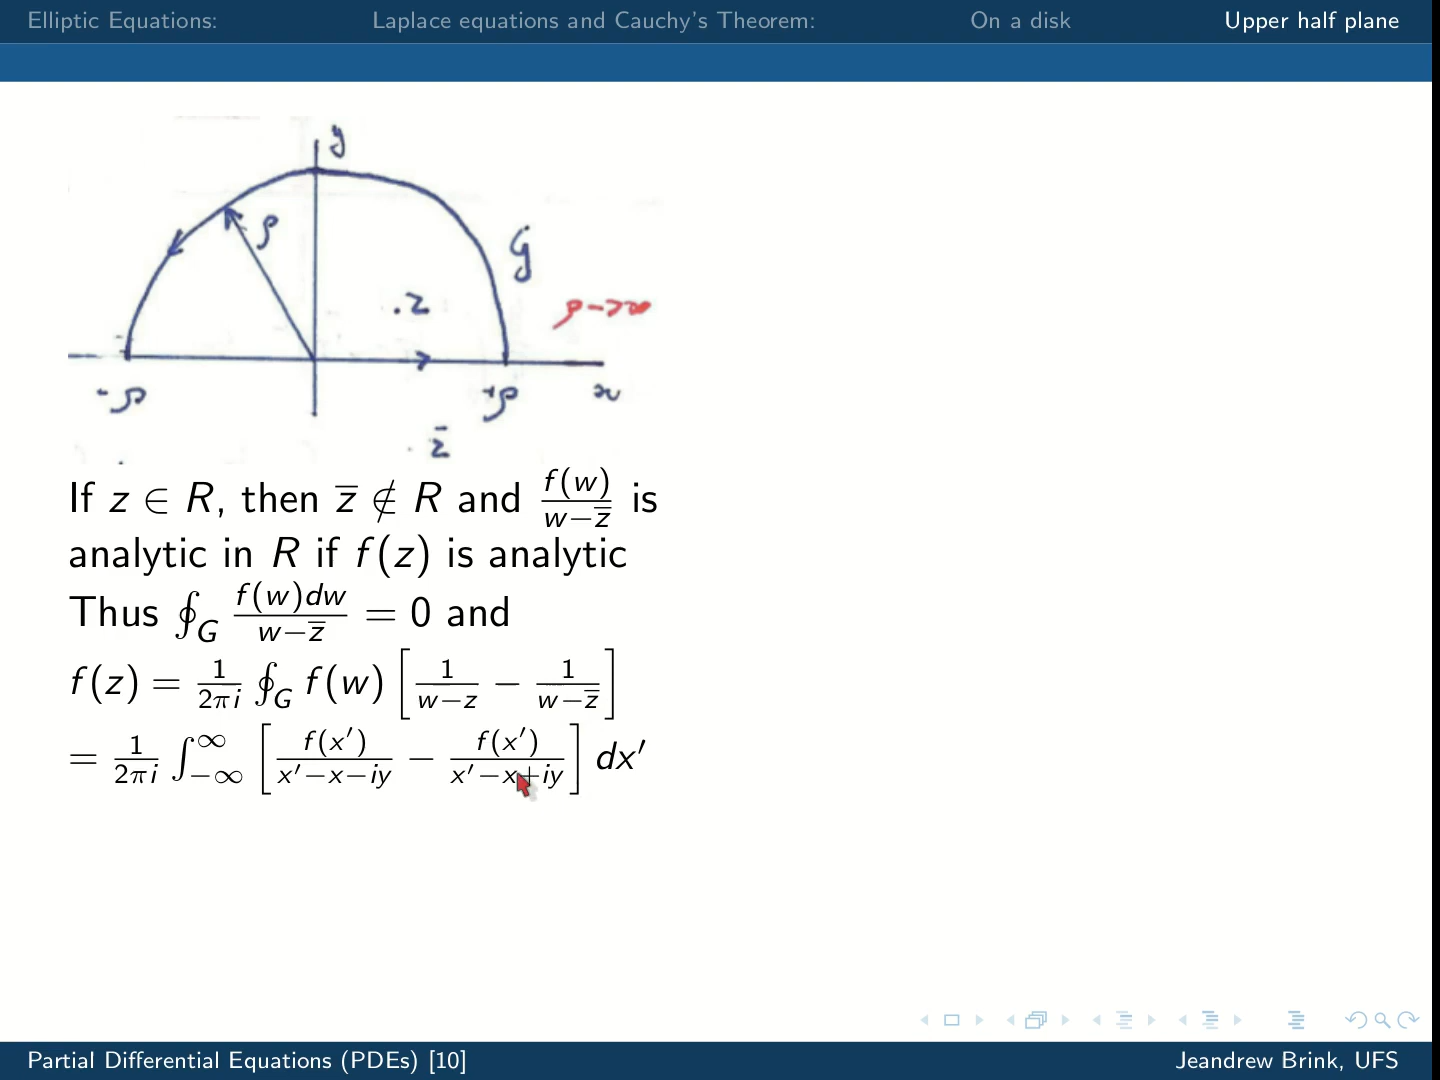 Elliptic Equations: Laplace equations and Cauchy's Theorem: On a disk Upper half plane
y
ρ
G
.z
ρ→∞
-ρ +ρ x
z̅
If z ∈ R, then z̅ ∉ R and f(w)/(w−z̅) is
analytic in R if f(z) is analytic
Thus ∮_G f(w)dw/(w−z̅) = 0 and
f(z) = 1/(2πi) ∮_G f(w) [1/(w−z) − 1/(w−z̅)]
= 1/(2πi) ∫_{−∞}^{∞} [f(x′)/(x′−x−iy) − f(x′)/(x′−x+iy)] dx′
Partial Differential Equations (PDEs) [10] Jeandrew Brink, UFS